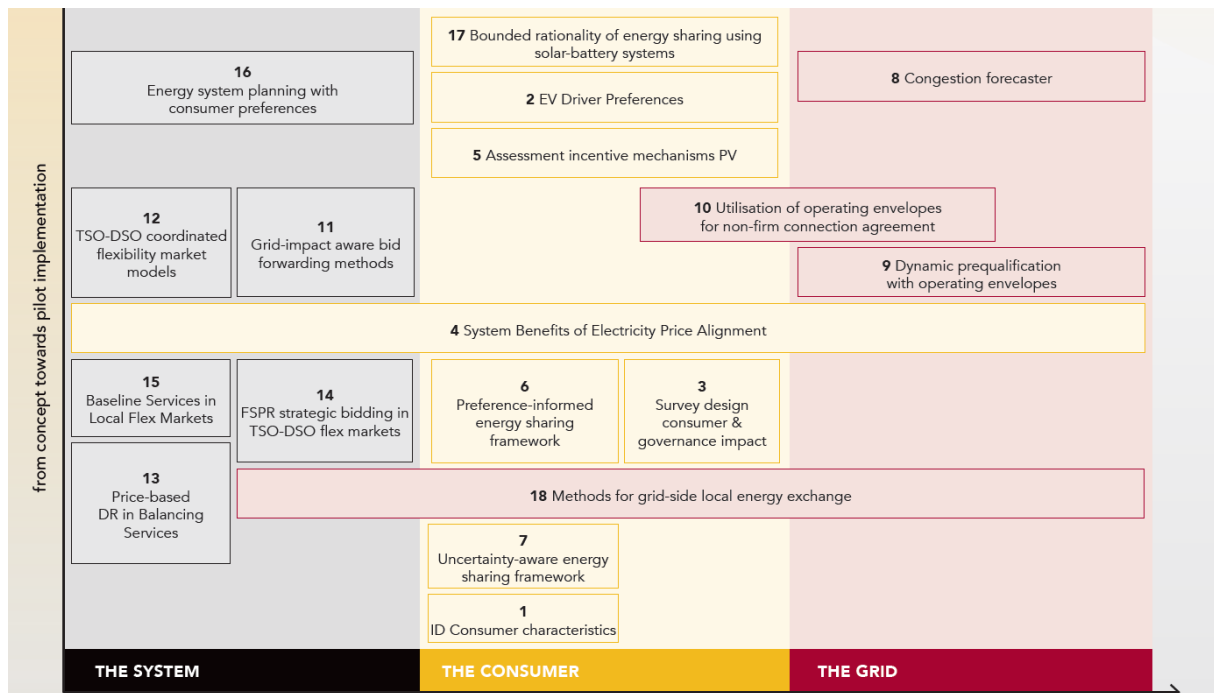 from concept towards pilot implementation
16
Energy system planning with
consumer preferences
12
TSO-DSO coordinated
flexibility market
models
11
Grid-impact aware bid
forwarding methods
17 Bounded rationality of energy sharing using
solar-battery systems
2 EV Driver Preferences
5 Assessment incentive mechanisms PV
8 Congestion forecaster
10 Utilisation of operating envelopes
for non-firm connection agreement
9 Dynamic prequalification
with operating envelopes
4 System Benefits of Electricity Price Alignment
15
Baseline Services in
Local Flex Markets
14
FSPR strategic bidding in
TSO-DSO flex markets
6
Preference-informed
energy sharing
framework
3
Survey design
consumer &
governance impact
13
Price-based
DR in Balancing
Services
18 Methods for grid-side local energy exchange
7
Uncertainty-aware energy
sharing framework
1
ID Consumer characteristics
THE SYSTEM
THE CONSUMER
THE GRID